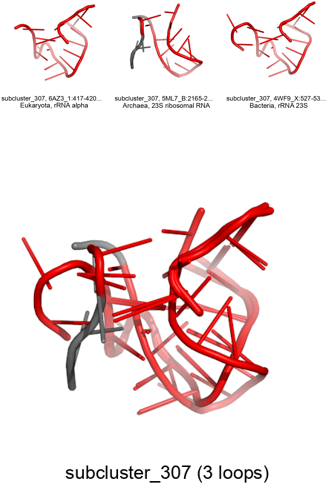 subcluster_307, 6AZ3_1:417-420...
Eukaryota, rRNA alpha
subcluster_307, 5ML7_B:2165-2...
Archaea, 23S ribosomal RNA
subcluster_307, 4WF9_X:527-53...
Bacteria, rRNA 23S
subcluster_307 (3 loops)